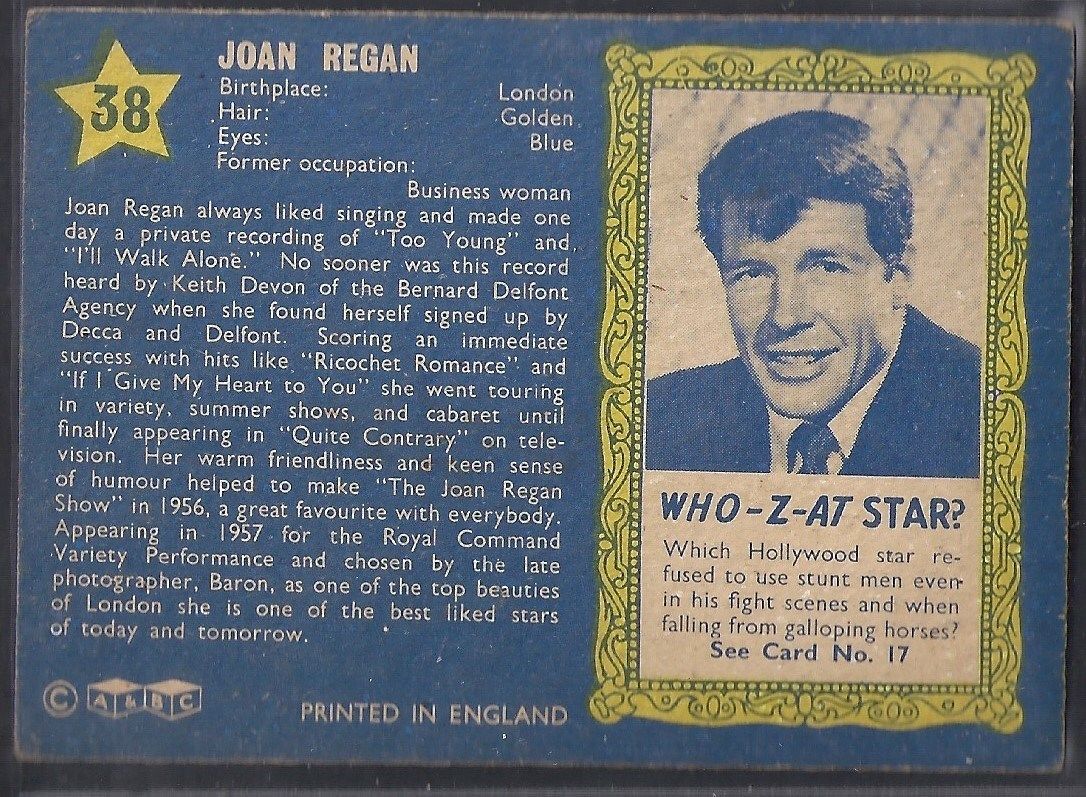 38
JOAN REGAN
Birthplace: London
Hair: Golden
Eyes: Blue
Former occupation:
Business woman
Joan Regan always liked singing and made one
day a private recording of "Too Young" and
"I'll Walk Alone." No sooner was this record
heard by Keith Devon of the Bernard Delfont
Agency when she found herself signed up by
Decca and Delfont. Scoring an immediate
success with hits like "Ricochet Romance" and
"If I Give My Heart to You" she went touring
in variety, summer shows, and cabaret until
finally appearing in "Quite Contrary" on tele-
vision. Her warm friendliness and keen sense
of humour helped to make "The Joan Regan
Show" in 1956, a great favourite with everybody.
Appearing in 1957 for the Royal Command
Variety Performance and chosen by the late
photographer, Baron, as one of the top beauties
of London she is one of the best liked stars
of today and tomorrow.
© A & BC
PRINTED IN ENGLAND
WHO-Z-AT STAR?
Which Hollywood star re-
fused to use stunt men even
in his fight scenes and when
falling from galloping horses?
See Card No. 17